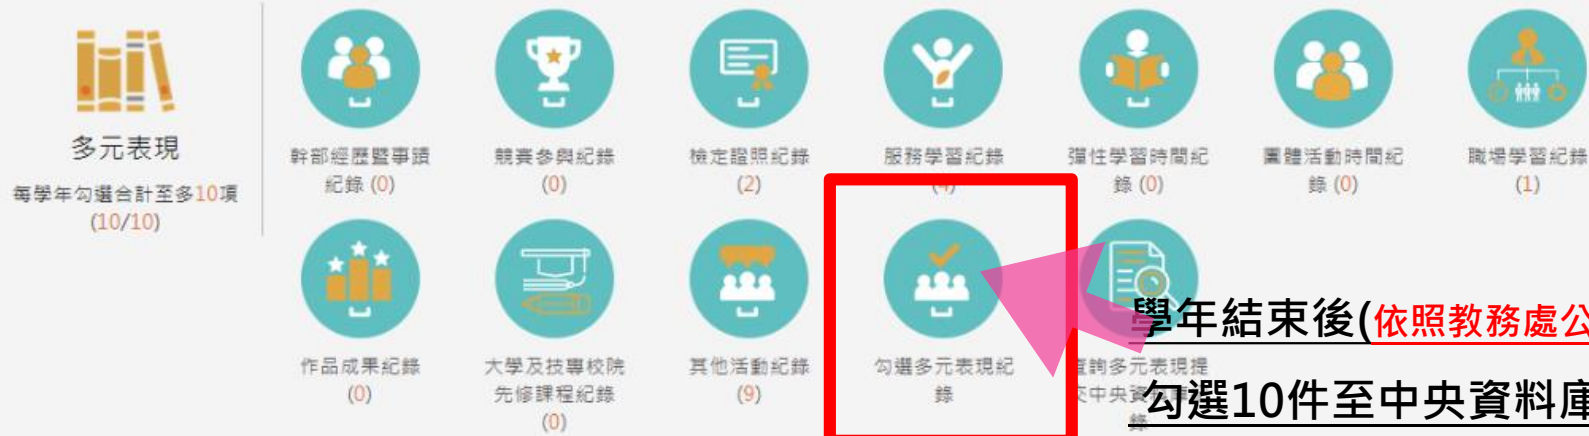 多元表現
每學年勾選合計至多10項
(10/10)
幹部經歷暨事蹟
紀錄 (0)
競賽參與紀錄
(0)
檢定證照紀錄
(2)
服務學習紀錄
(4)
彈性學習時間紀
錄 (0)
團體活動時間紀
錄 (0)
職場學習紀錄
(1)
作品成果紀錄
(0)
大學及技專校院
先修課程紀錄
(0)
其他活動紀錄
(9)
勾選多元表現紀
錄
查詢多元表現提
交中央資料庫
錄
學年結束後(依照教務處公
勾選10件至中央資料庫